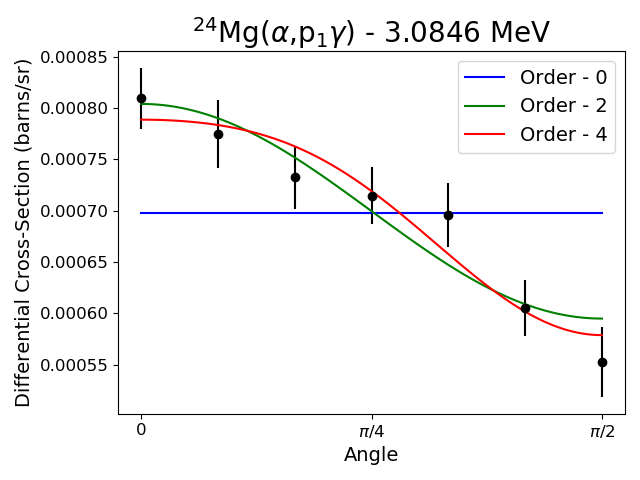 ²⁴Mg(α,p₁γ) - 3.0846 MeV
Differential Cross-Section (barns/sr)
0.00085
0.00080
0.00075
0.00070
0.00065
0.00060
0.00055
Order - 0
Order - 2
Order - 4
0
π/4
π/2
Angle